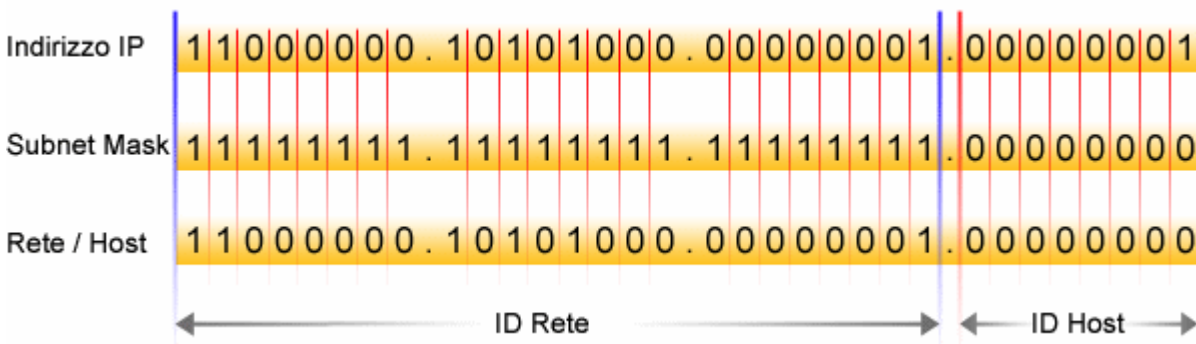 Indirizzo IP 11000000.10101000.00000001.00000001
Subnet Mask 11111111.11111111.11111111.00000000
Rete / Host 11000000.10101000.00000001.00000000
ID Rete ID Host